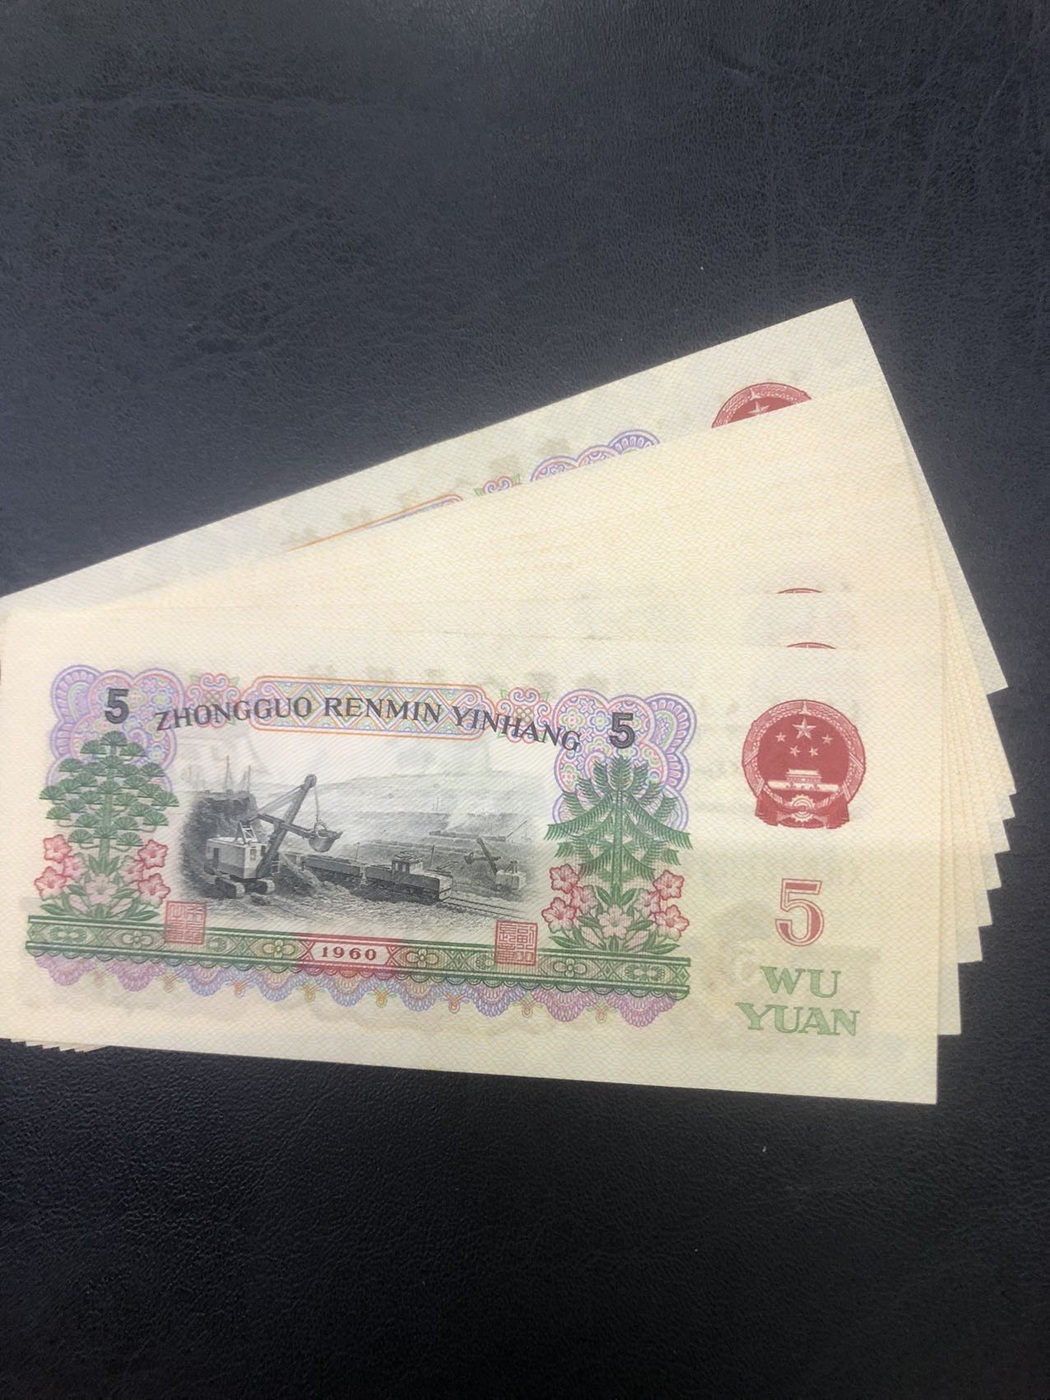 5 ZHONGGUO RENMIN YINHANG 5
1960
5
WU
YUAN